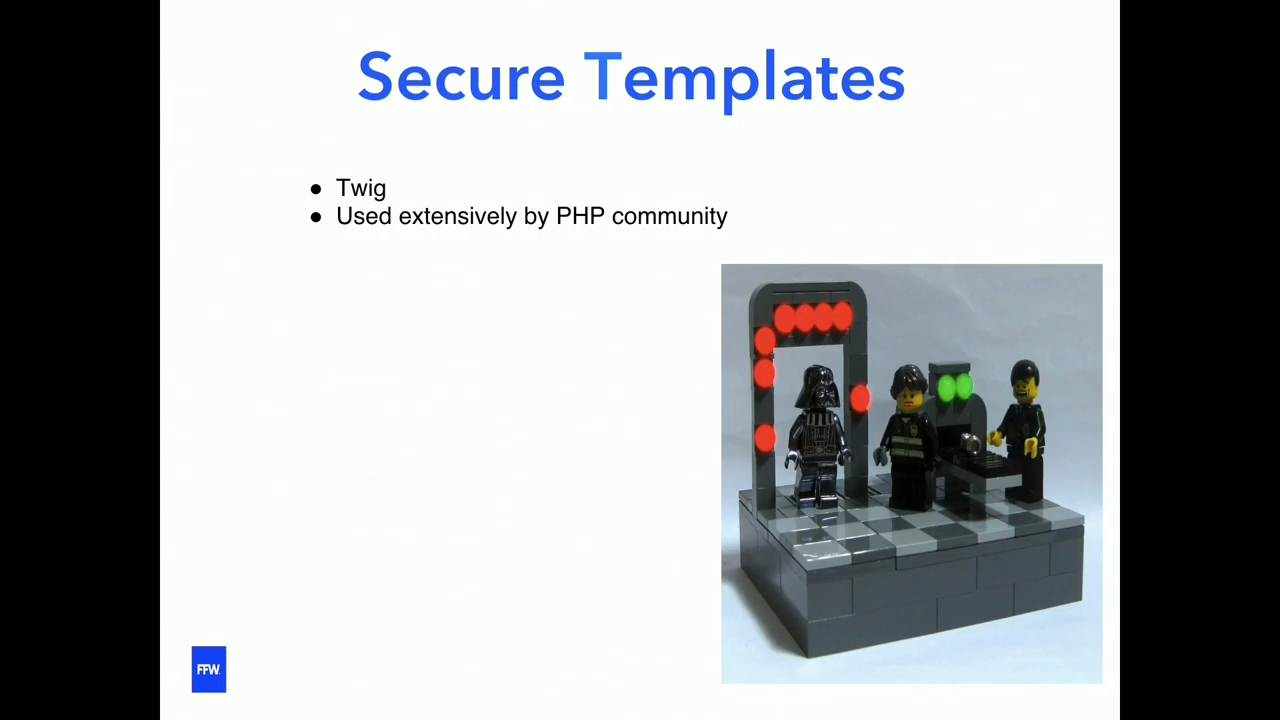 Secure Templates
● Twig
● Used extensively by PHP community
FFW